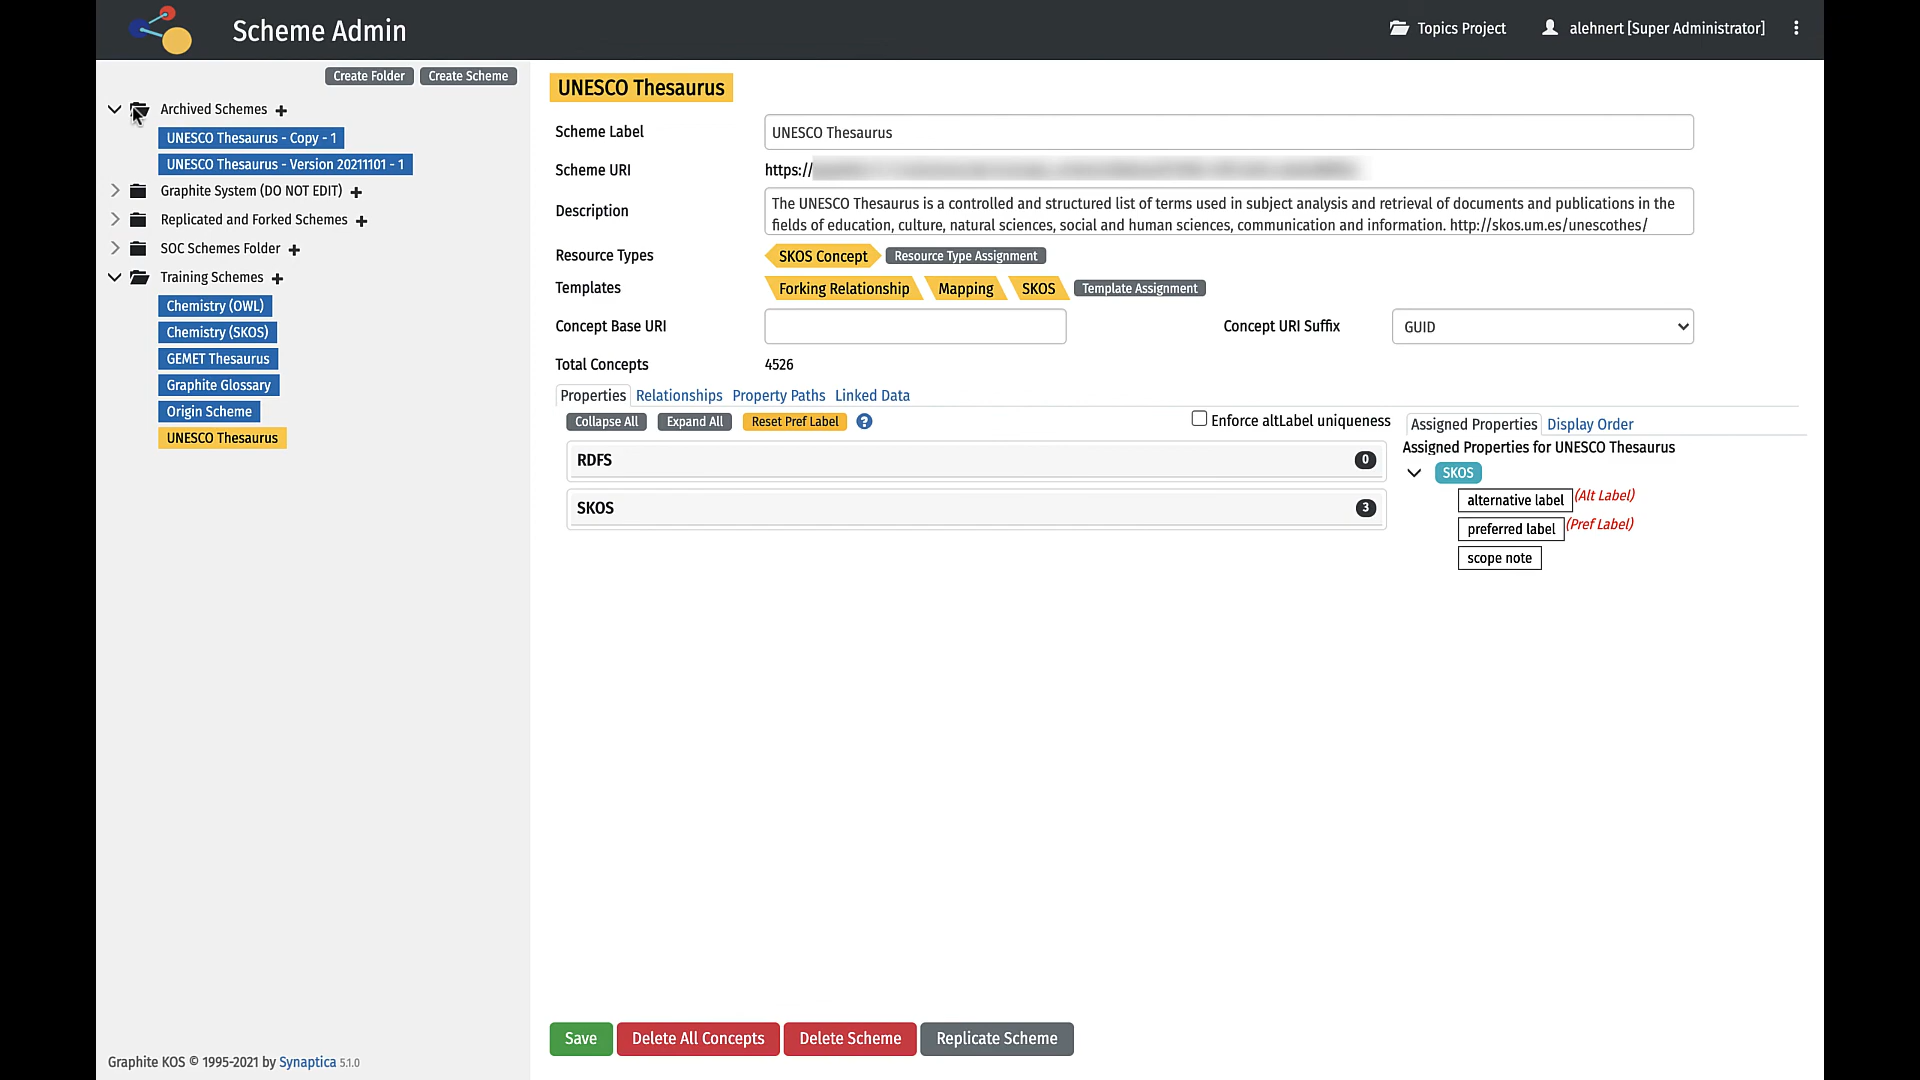 Scheme Admin
Topics Project
alehnert [Super Administrator]
Create Folder
Create Scheme
Archived Schemes
UNESCO Thesaurus - Copy - 1
UNESCO Thesaurus - Version 20211101 - 1
Graphite System (DO NOT EDIT)
Replicated and Forked Schemes
SOC Schemes Folder
Training Schemes
Chemistry (OWL)
Chemistry (SKOS)
GEMET Thesaurus
Graphite Glossary
Origin Scheme
UNESCO Thesaurus
Graphite KOS © 1995-2021 by Synaptica 5.1.0
UNESCO Thesaurus
Scheme Label
UNESCO Thesaurus
Scheme URI
https://
Description
The UNESCO Thesaurus is a controlled and structured list of terms used in subject analysis and retrieval of documents and publications in the
fields of education, culture, natural sciences, social and human sciences, communication and information. http://skos.um.es/unescothes/
Resource Types
SKOS Concept
Resource Type Assignment
Templates
Forking Relationship
Mapping
SKOS
Template Assignment
Concept Base URI
Concept URI Suffix
GUID
Total Concepts
4526
Properties
Relationships
Property Paths
Linked Data
Collapse All
Expand All
Reset Pref Label
?
Enforce altLabel uniqueness
RDFS
0
SKOS
3
Assigned Properties
Display Order
Assigned Properties for UNESCO Thesaurus
SKOS
alternative label (Alt Label)
preferred label (Pref Label)
scope note
Save
Delete All Concepts
Delete Scheme
Replicate Scheme